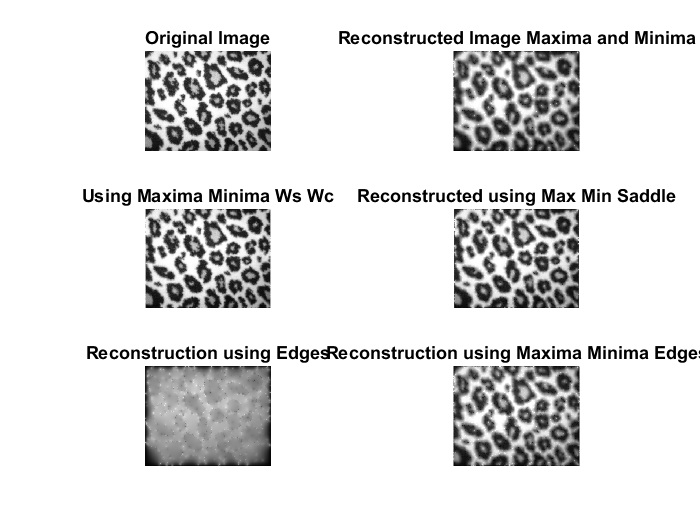 Original Image
Reconstructed Image Maxima and Minima
Using Maxima Minima Ws Wc
Reconstructed using Max Min Saddle
Reconstruction using Edges
Reconstruction using Maxima Minima Edges